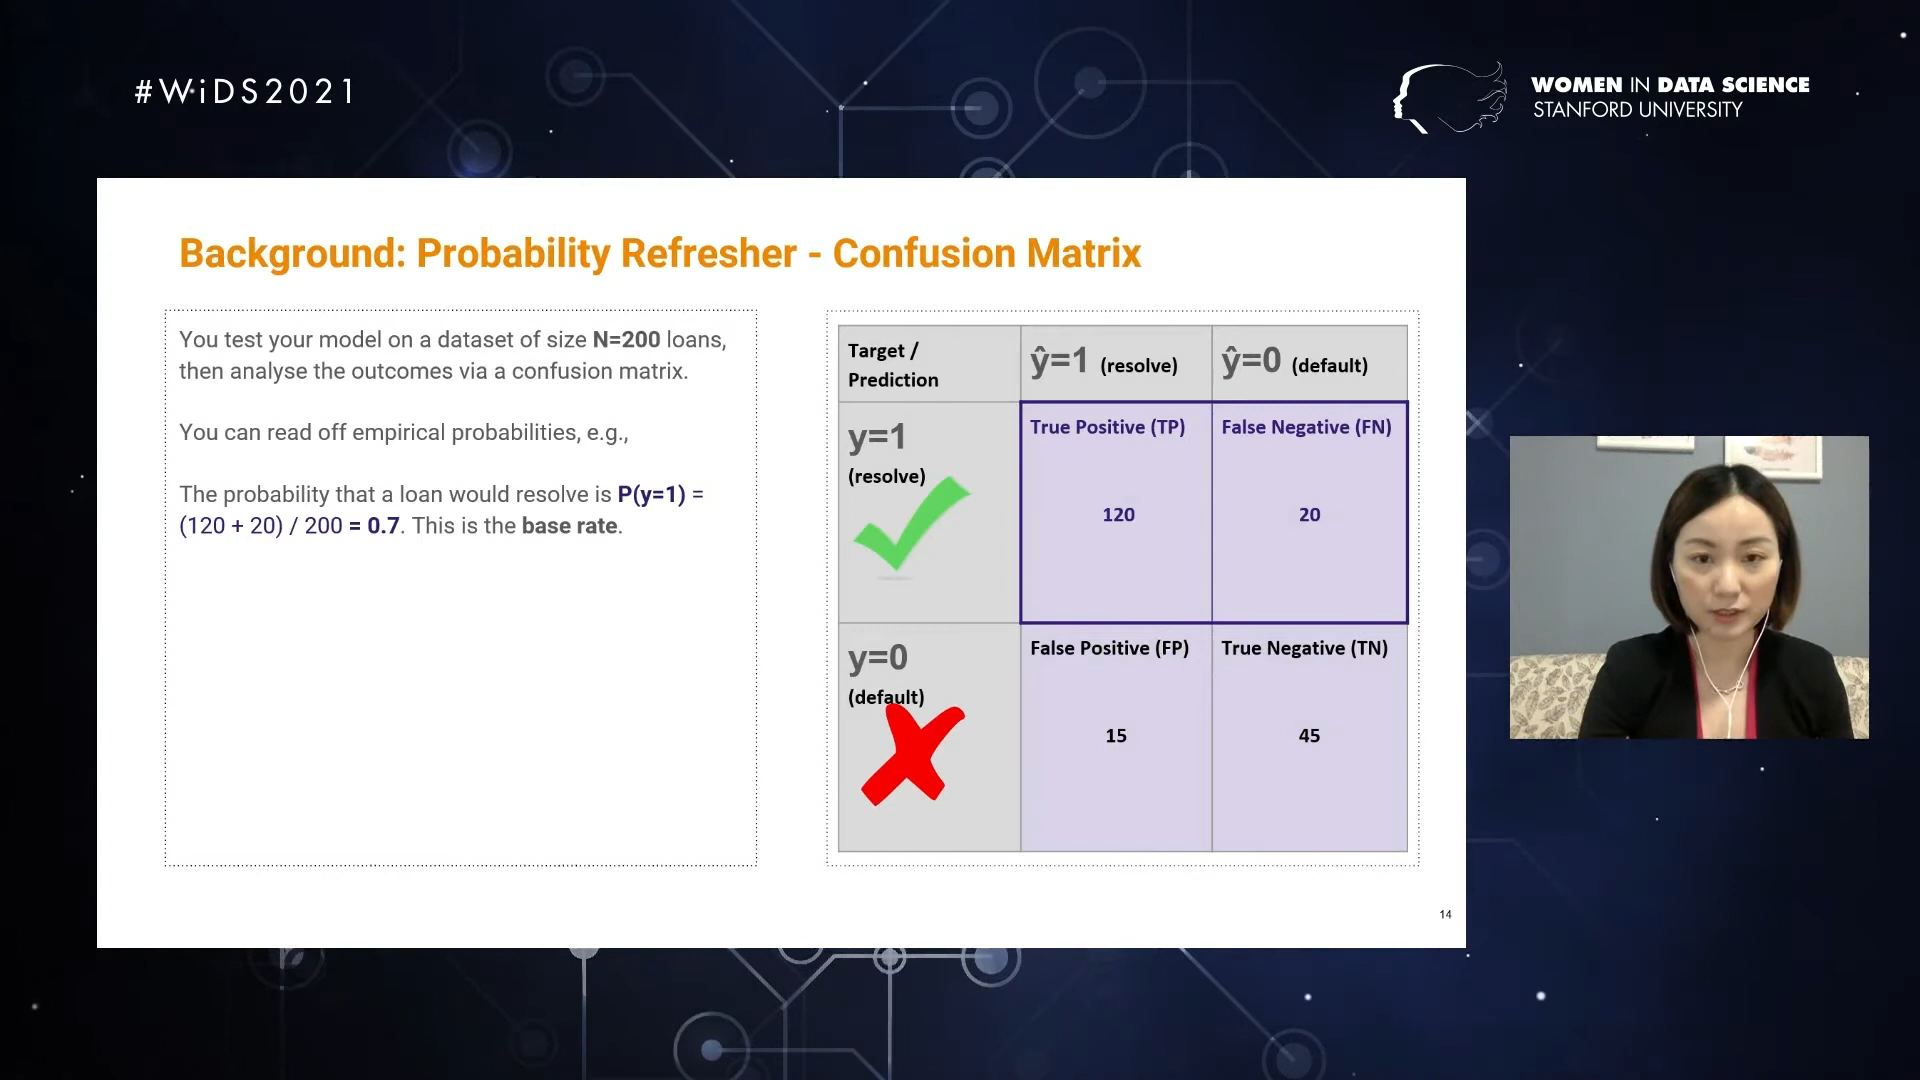 #WiDS2021
WOMEN IN DATA SCIENCE
STANFORD UNIVERSITY
Background: Probability Refresher - Confusion Matrix
You test your model on a dataset of size N=200 loans,
then analyse the outcomes via a confusion matrix.
You can read off empirical probabilities, e.g.,
The probability that a loan would resolve is P(y=1) =
(120 + 20) / 200 = 0.7. This is the base rate.
Target /
Prediction
ŷ=1 (resolve)
ŷ=0 (default)
y=1
(resolve)
True Positive (TP)
120
False Negative (FN)
20
y=0
(default)
False Positive (FP)
15
True Negative (TN)
45
14